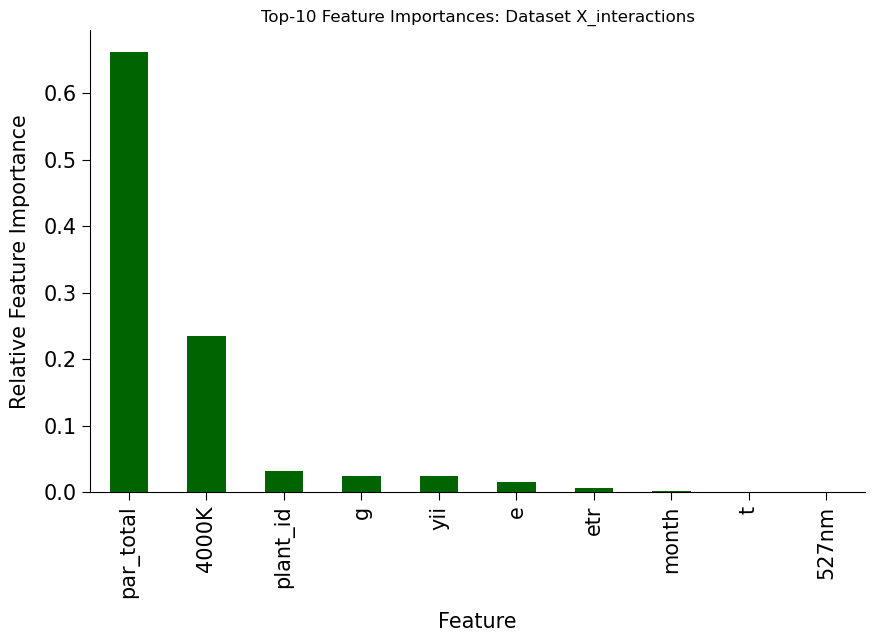 Top-10 Feature Importances: Dataset X_interactions
Relative Feature Importance
0.6
0.5
0.4
0.3
0.2
0.1
0.0
par_total
4000K
plant_id
g
yii
e
etr
month
t
527nm
Feature